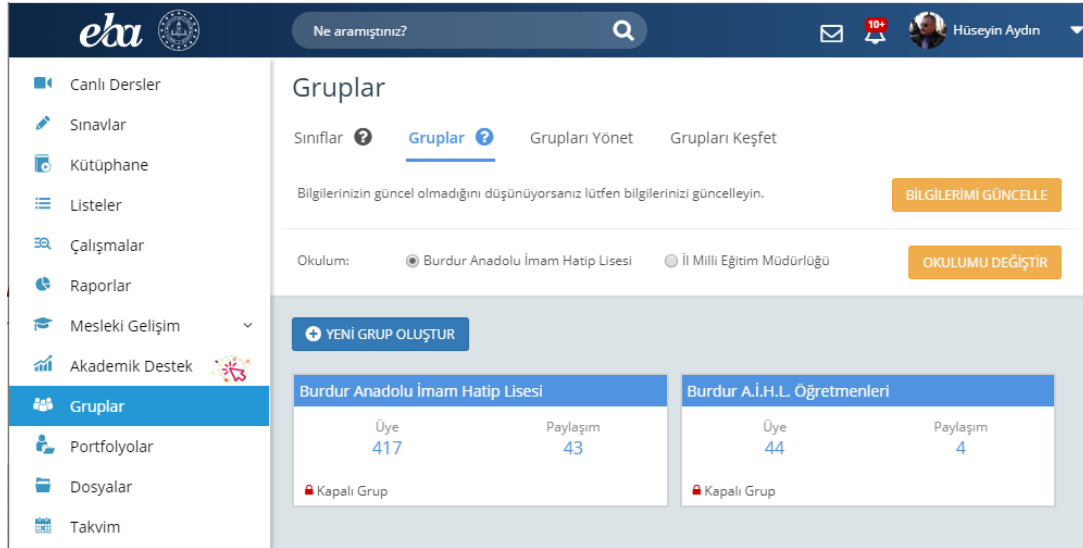 eba
Ne aramıştınız?
10+
Hüseyin Aydın
Canlı Dersler
Sınavlar
Kütüphane
Listeler
Çalışmalar
Raporlar
Mesleki Gelişim
Akademik Destek
Gruplar
Portfolyolar
Dosyalar
Takvim
Gruplar
Sınıflar ? Gruplar ? Grupları Yönet Grupları Keşfet
Bilgilerinizin güncel olmadığını düşünüyorsanız lütfen bilgilerinizi güncelleyin. BİLGİLERİMİ GÜNCELLE
Okulum: Burdur Anadolu İmam Hatip Lisesi İl Milli Eğitim Müdürlüğü OKULUMU DEĞİŞTİR
YENİ GRUP OLUŞTUR
Burdur Anadolu İmam Hatip Lisesi
Üye Paylaşım
417 43
Kapalı Grup
Burdur A.İ.H.L. Öğretmenleri
Üye Paylaşım
44 4
Kapalı Grup